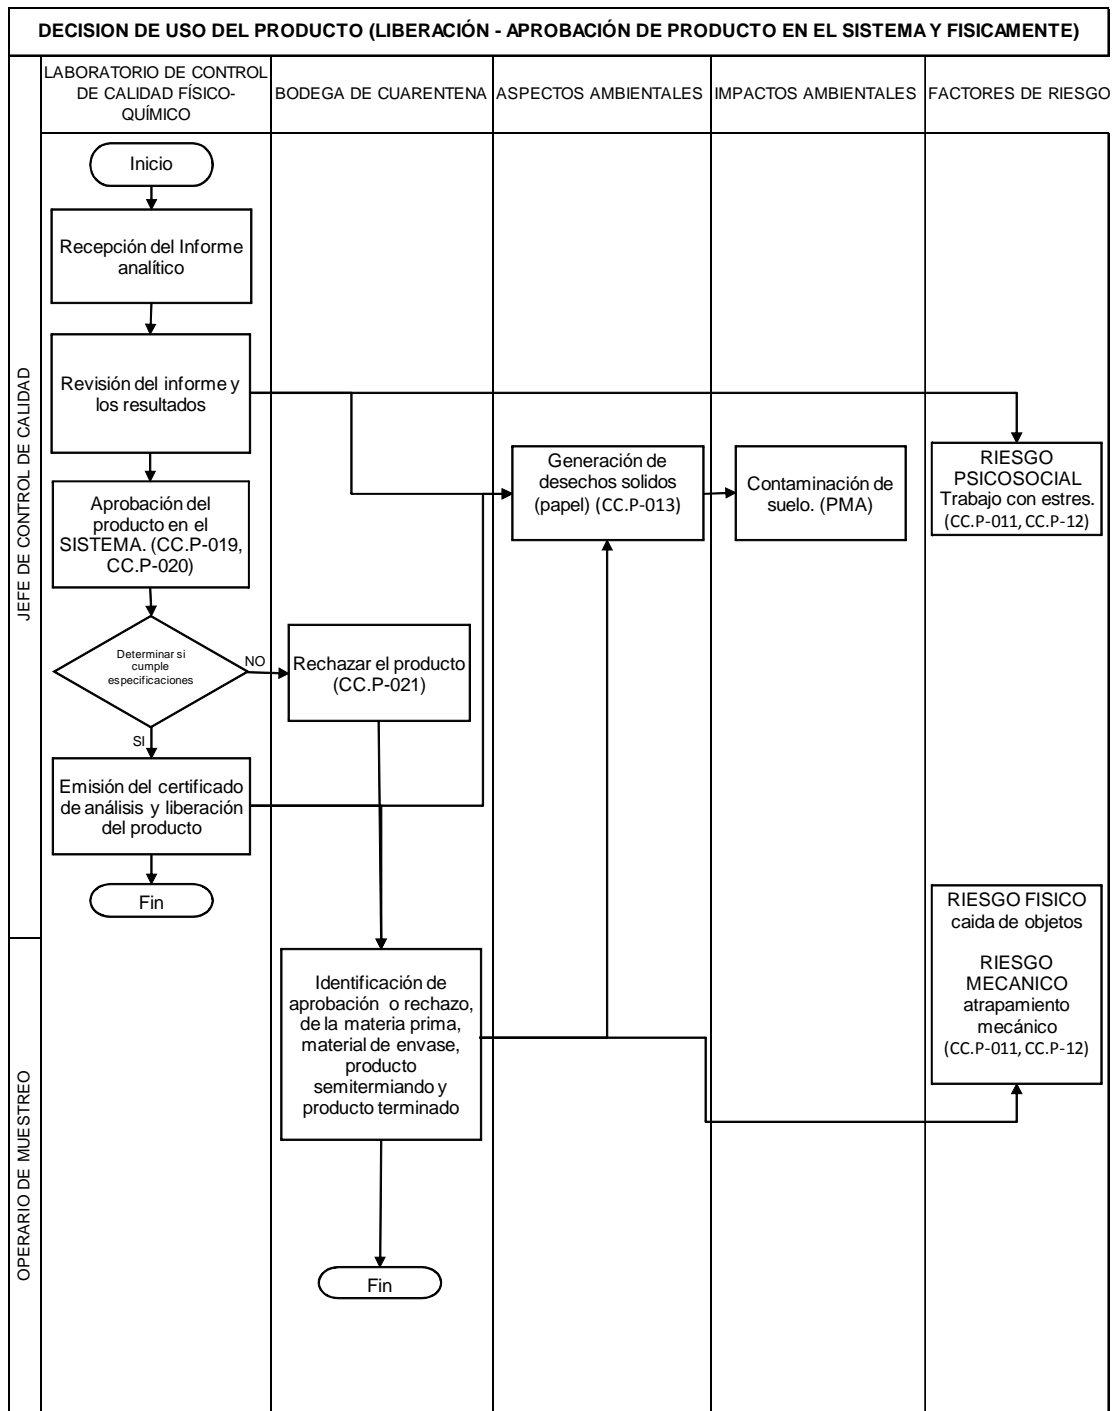 DECISION DE USO DEL PRODUCTO (LIBERACIÓN - APROBACIÓN DE PRODUCTO EN EL SISTEMA Y FISICAMENTE)
LABORATORIO DE CONTROL
DE CALIDAD FÍSICO-
QUÍMICO
BODEGA DE CUARENTENA
ASPECTOS AMBIENTALES
IMPACTOS AMBIENTALES
FACTORES DE RIESGO
JEFE DE CONTROL DE CALIDAD
Inicio
Recepción del Informe
analítico
Revisión del informe y
los resultados
Generación de
desechos solidos
(papel) (CC.P-013)
Contaminación de
suelo. (PMA)
RIESGO
PSICOSOCIAL
Trabajo con estres.
(CC.P-011, CC.P-12)
Aprobación del
producto en el
SISTEMA. (CC.P-019,
CC.P-020)
Determinar si
cumple
especificaciones
NO
Rechazar el producto
(CC.P-021)
SI
Emisión del certificado
de análisis y liberación
del producto
Fin
RIESGO FISICO
caida de objetos
RIESGO
MECANICO
atrapamiento
mecánico
(CC.P-011, CC.P-12)
OPERARIO DE MUESTREO
Identificación de
aprobación o rechazo,
de la materia prima,
material de envase,
producto
semitermiando y
producto terminado
Fin